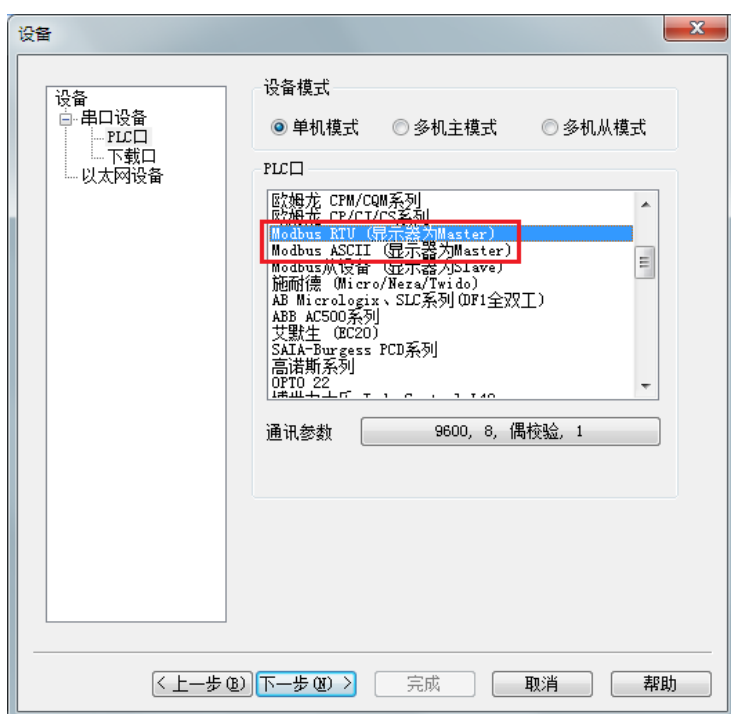 设备
设备
串口设备
PLC口
下载口
以太网设备
设备模式
单机模式
多机主模式
多机从模式
PLC口
欧姆龙 CPM/CQM系列
欧姆龙 CP/CJ/CS系列
Modbus RTU (显示器为Master)
Modbus ASCII (显示器为Master)
Modbus从设备 (显示器为Slave)
施耐德 (Micro/Neza/Twido)
AB Micrologix、SLC系列(DF1全双工)
ABB AC500系列
艾默生 (EC20)
SAIA-Burgess PCD系列
高诺斯系列
OPTO 22
通讯参数
9600, 8, 偶校验, 1
<上一步(B)
下一步(N) >
完成
取消
帮助